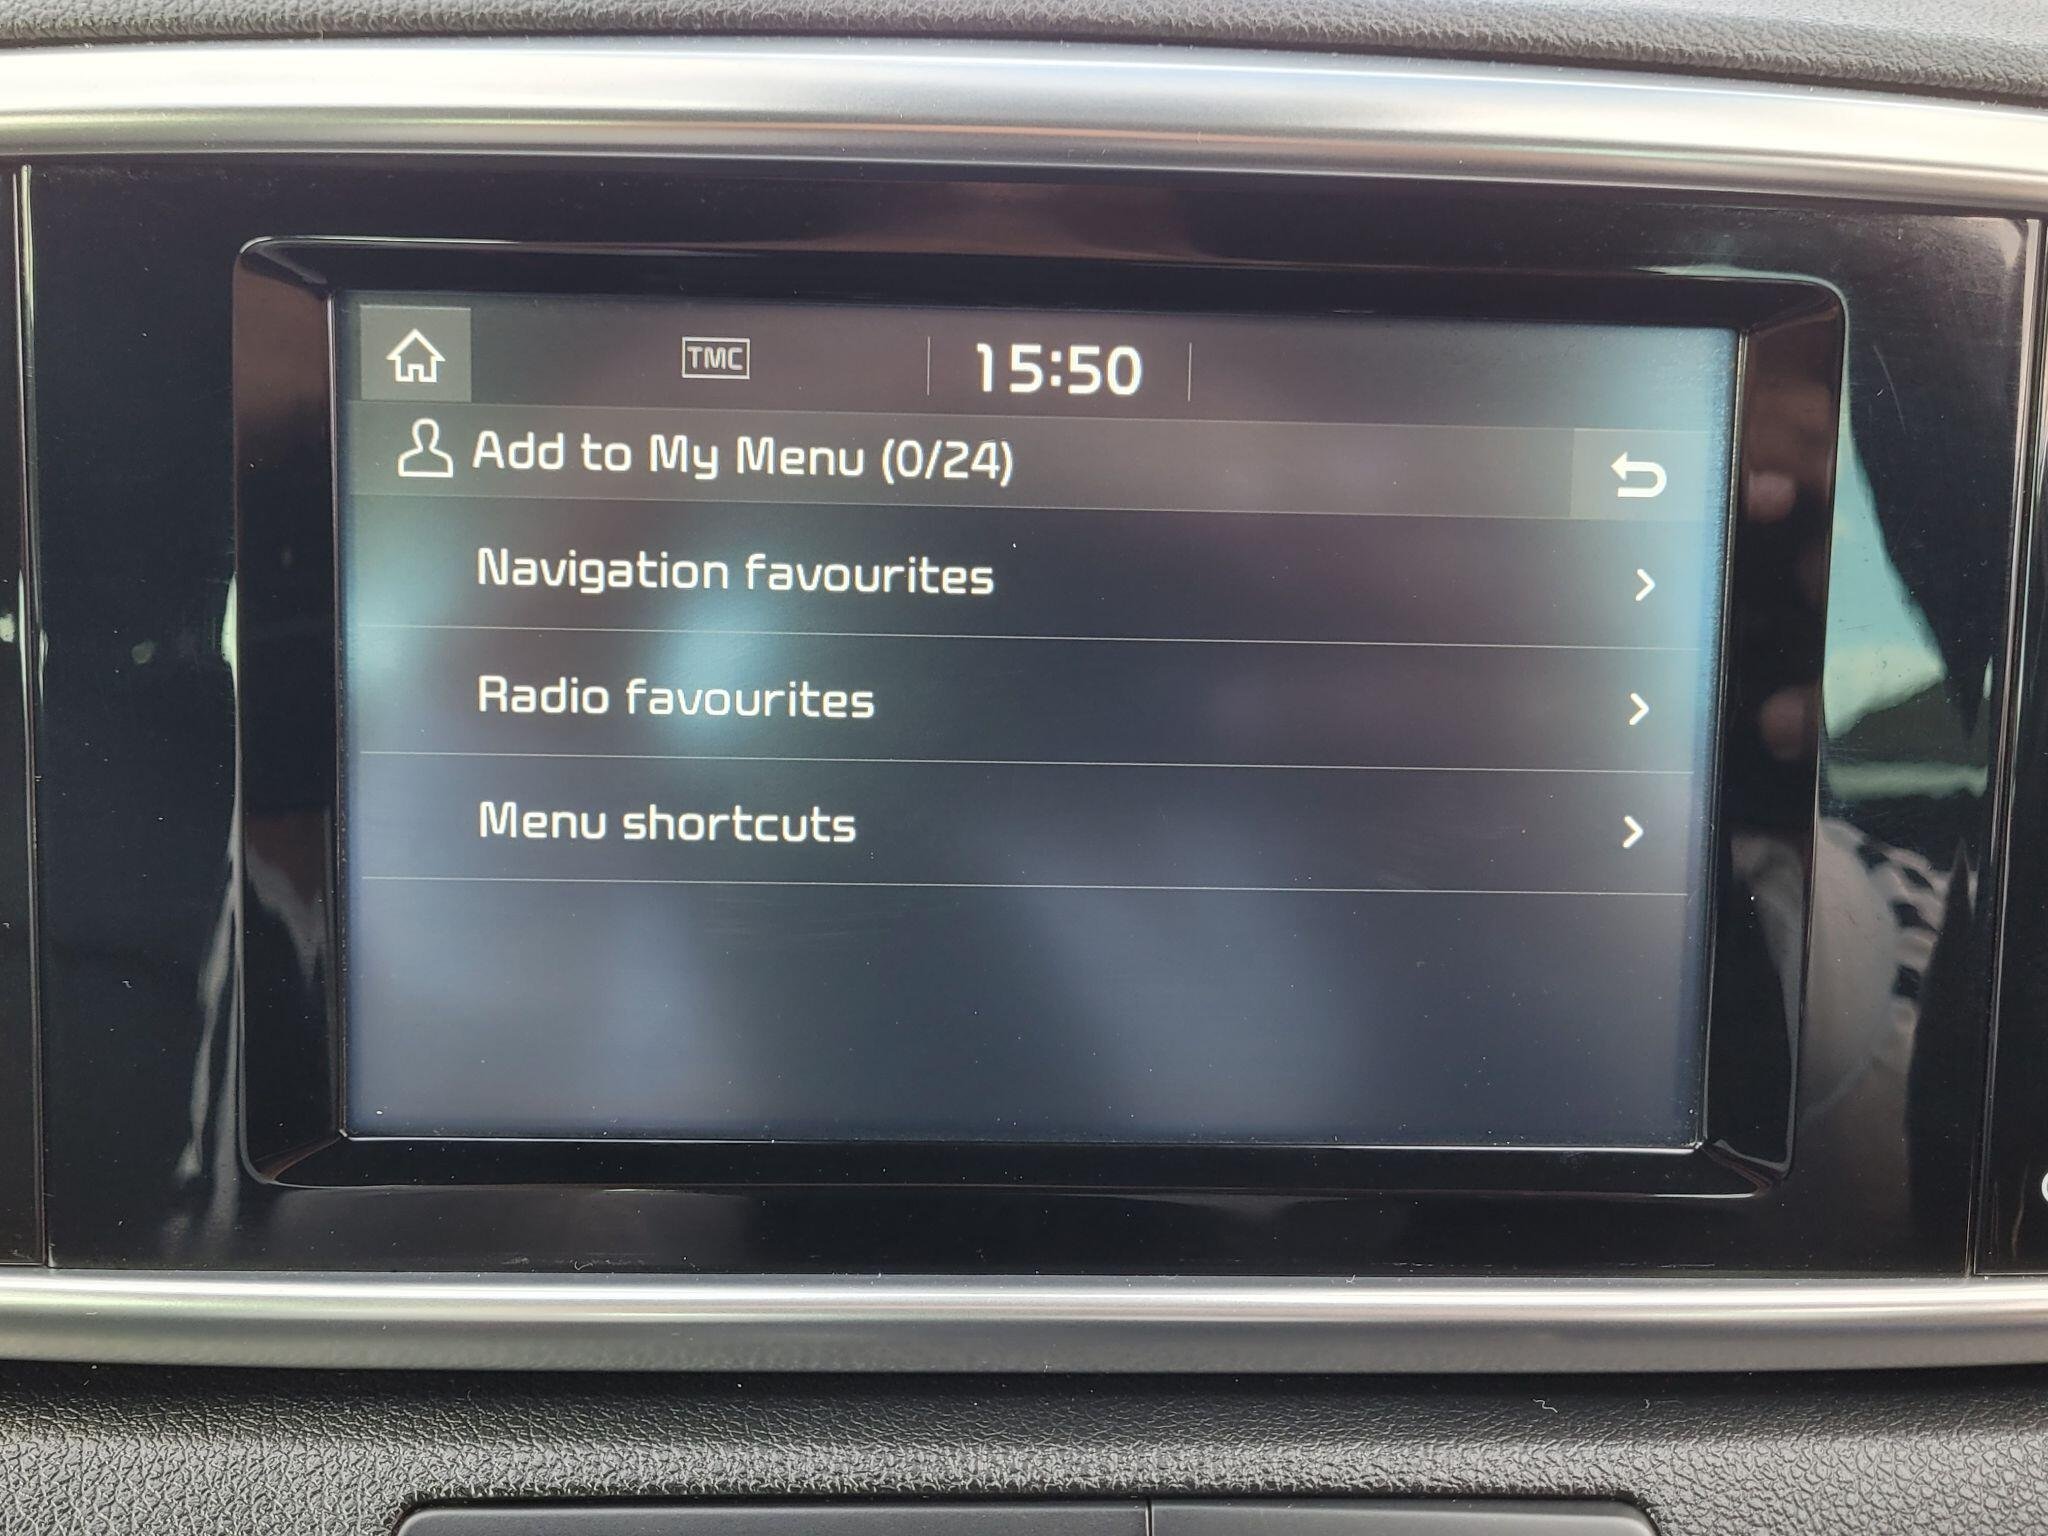 TMC 15:50
Add to My Menu (0/24)
Navigation favourites
Radio favourites
Menu shortcuts